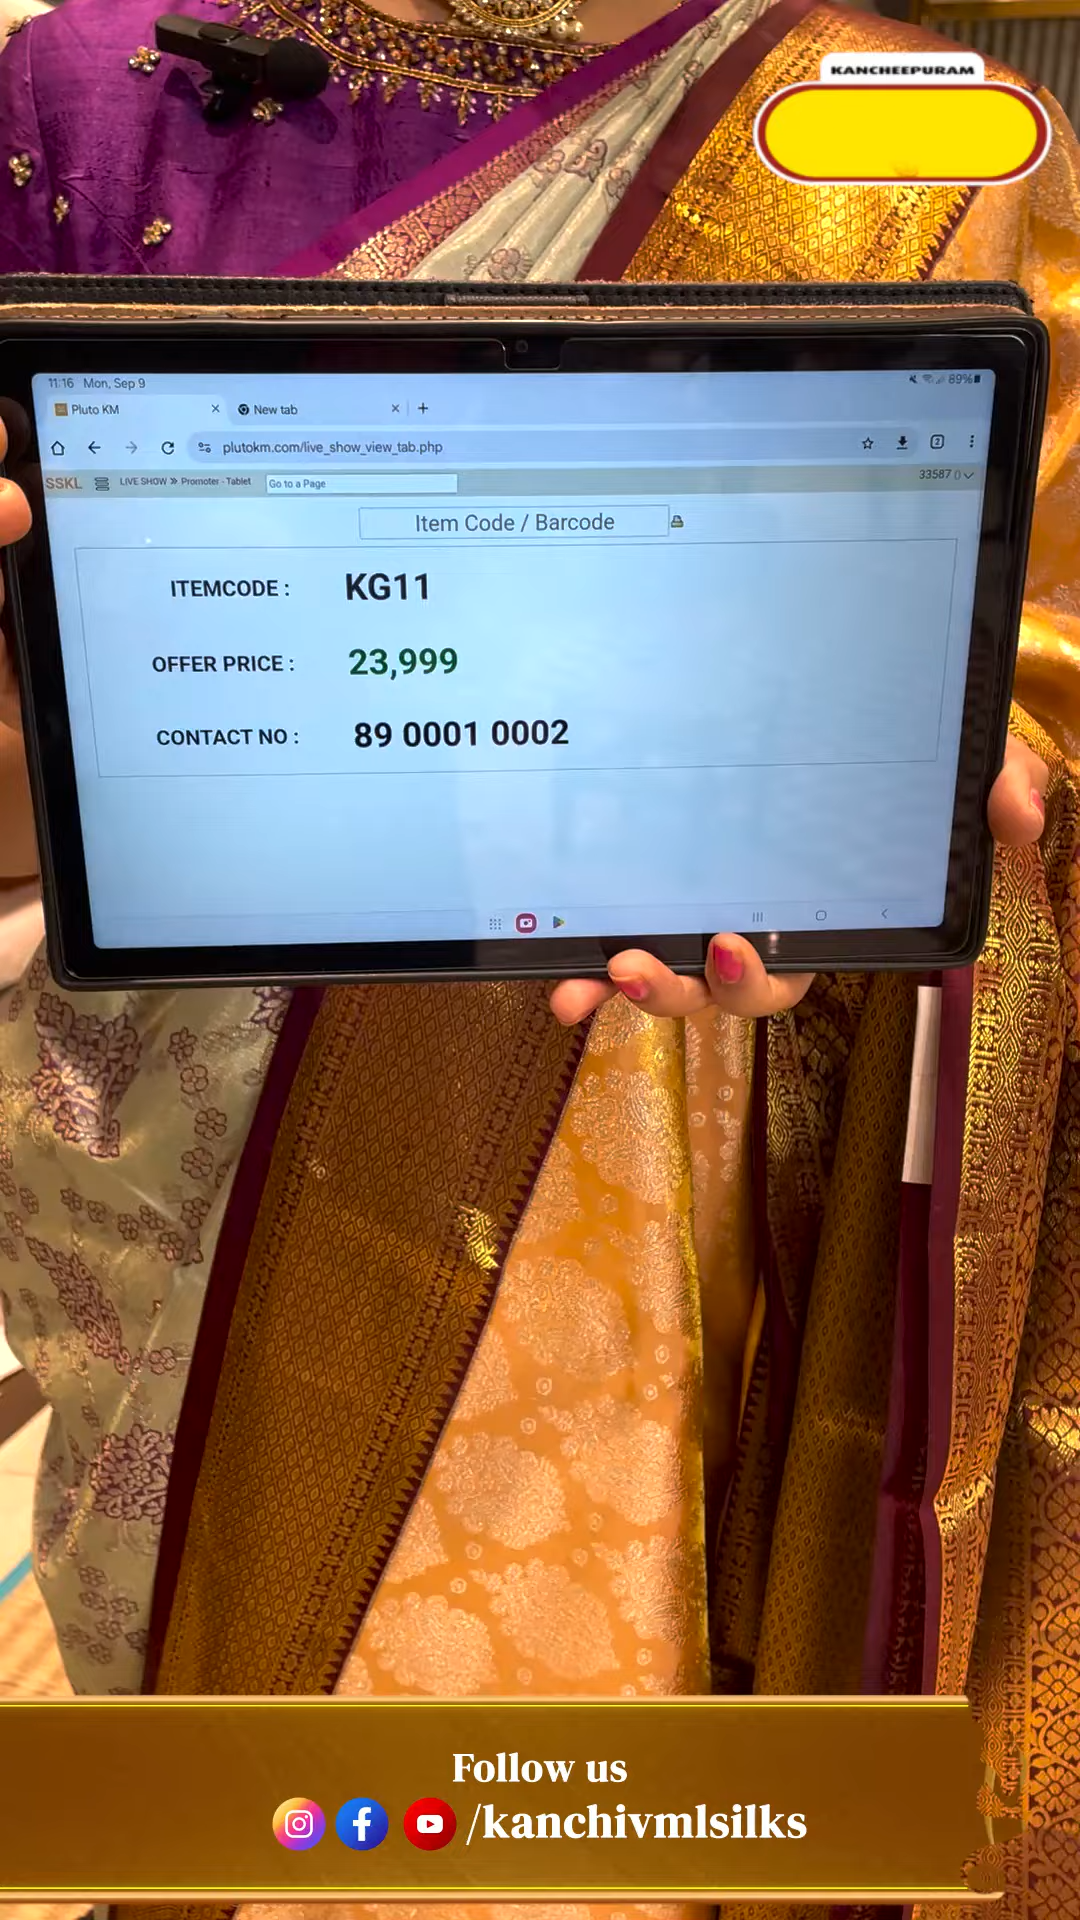 KANCHEEPURAM
11:16 Mon, Sep 9
89%
Pluto KM
New tab
plutokm.com/live_show_view_tab.php
2
SSKL
LIVE SHOW » Promoter - Tablet
Go to a Page
33587 ()
Item Code / Barcode
ITEMCODE : KG11
OFFER PRICE : 23,999
CONTACT NO : 89 0001 0002
Follow us
/kanchivmlsilks